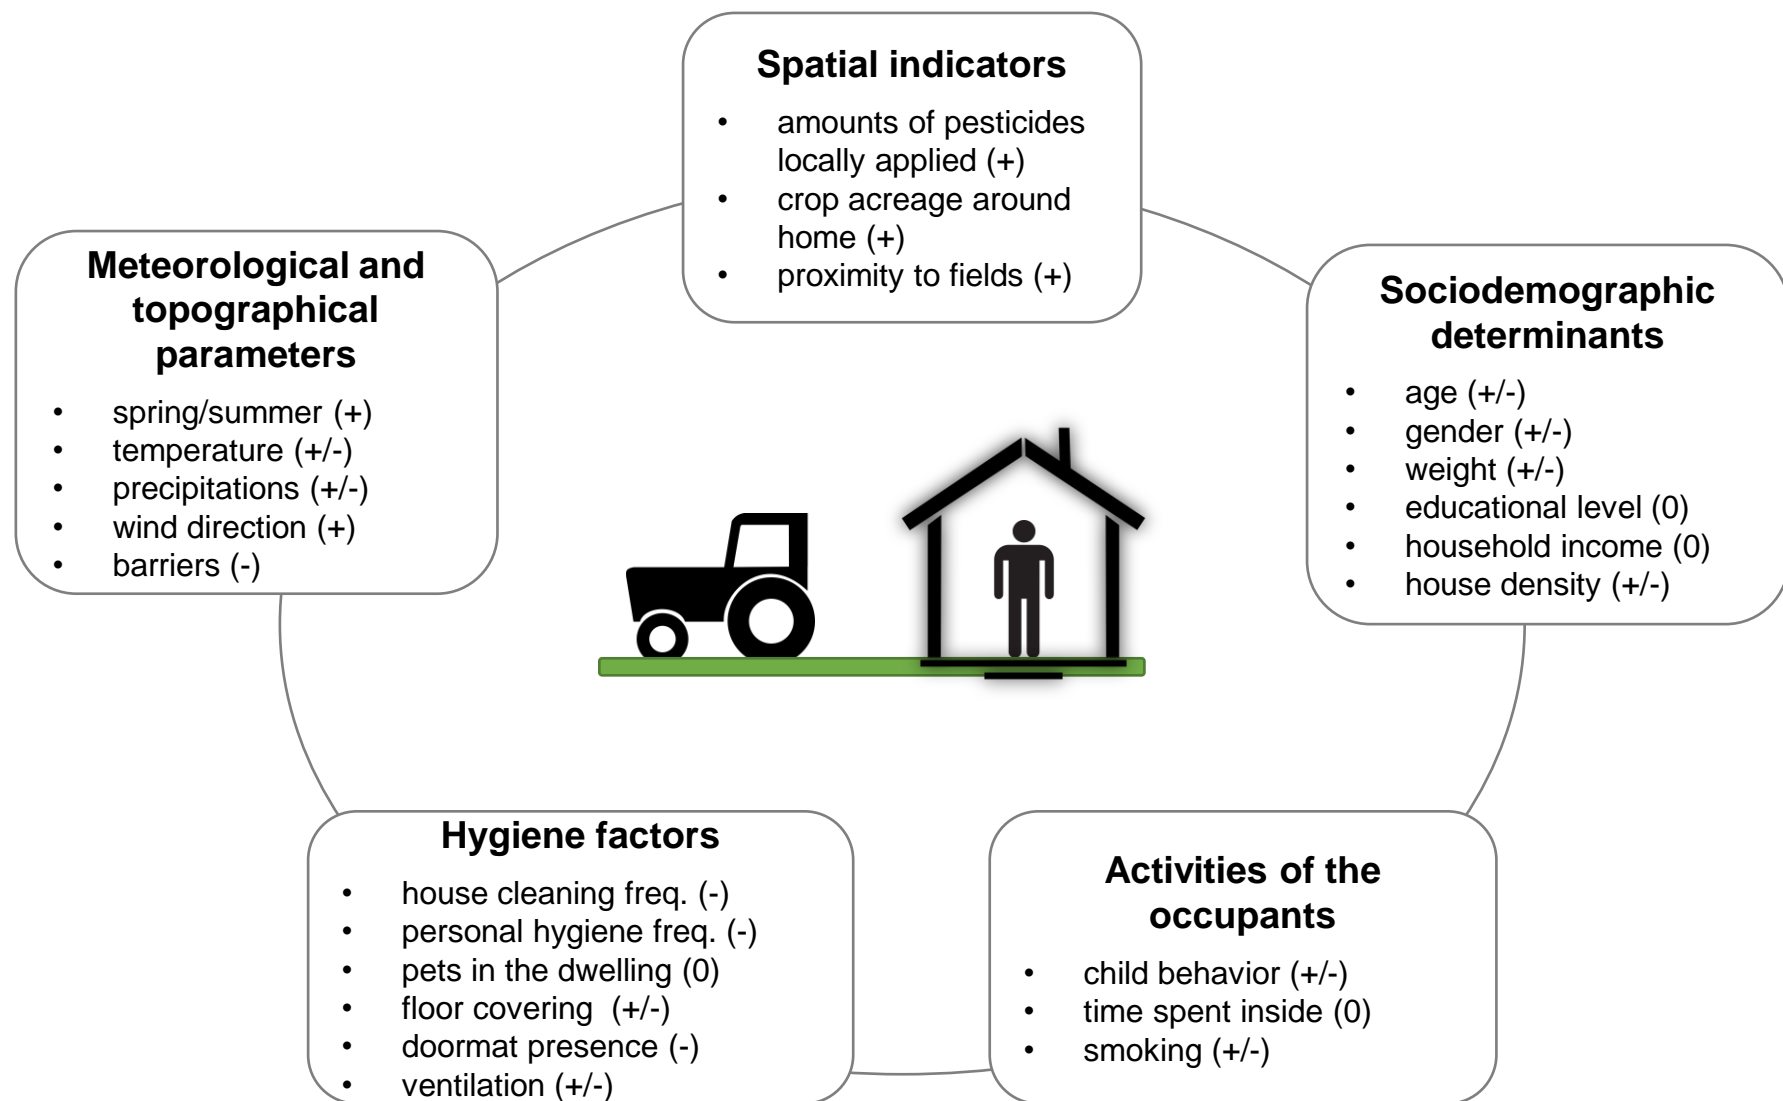 Spatial indicators
• amounts of pesticides
locally applied (+)
• crop acreage around
home (+)
• proximity to fields (+)
Meteorological and
topographical
parameters
• spring/summer (+)
• temperature (+/-)
• precipitations (+/-)
• wind direction (+)
• barriers (-)
Sociodemographic
determinants
• age (+/-)
• gender (+/-)
• weight (+/-)
• educational level (0)
• household income (0)
• house density (+/-)
Hygiene factors
• house cleaning freq. (-)
• personal hygiene freq. (-)
• pets in the dwelling (0)
• floor covering (+/-)
• doormat presence (-)
• ventilation (+/-)
Activities of the
occupants
• child behavior (+/-)
• time spent inside (0)
• smoking (+/-)